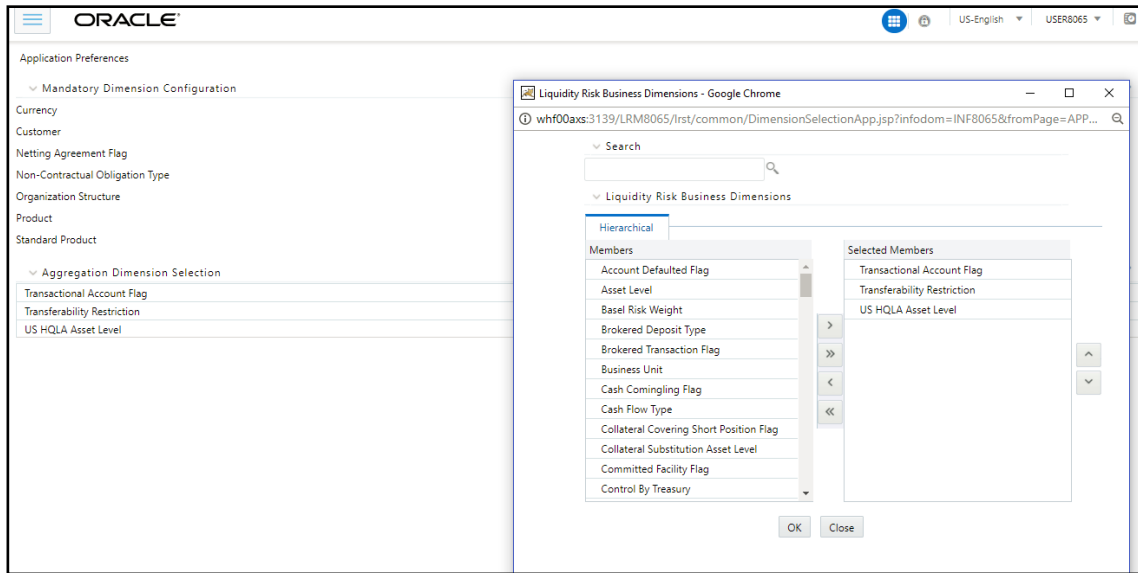 ORACLE
US-English
USER8065
Application Preferences
Mandatory Dimension Configuration
Currency
Customer
Netting Agreement Flag
Non-Contractual Obligation Type
Organization Structure
Product
Standard Product
Aggregation Dimension Selection
Transactional Account Flag
Transferability Restriction
US HQLA Asset Level
Liquidity Risk Business Dimensions - Google Chrome
whf00axs:3139/LRM8065/lrst/common/DimensionSelectionApp.jsp?infodom=INF8065&fromPage=APP...
Search
Liquidity Risk Business Dimensions
Hierarchical
Members
Account Defaulted Flag
Asset Level
Basel Risk Weight
Brokered Deposit Type
Brokered Transaction Flag
Business Unit
Cash Comingling Flag
Cash Flow Type
Collateral Covering Short Position Flag
Collateral Substitution Asset Level
Committed Facility Flag
Control By Treasury
Selected Members
Transactional Account Flag
Transferability Restriction
US HQLA Asset Level
OK
Close